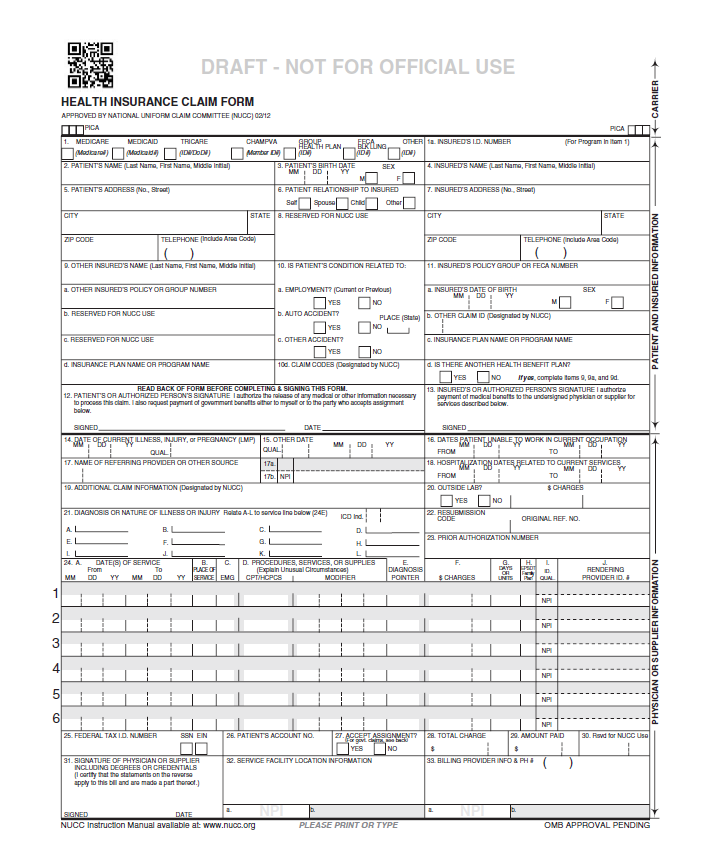 DRAFT - NOT FOR OFFICIAL USE
HEALTH INSURANCE CLAIM FORM
APPROVED BY NATIONAL UNIFORM CLAIM COMMITTEE (NUCC) 02/12
PICA PICA
CARRIER
1. MEDICARE MEDICAID TRICARE CHAMPVA GROUP HEALTH PLAN FECA BLK LUNG OTHER 1a. INSURED'S I.D. NUMBER (For Program in Item 1)
(Medicare#) (Medicaid#) (ID#/DoD#) (Member ID#) (ID#) (ID#) (ID#)
2. PATIENT'S NAME (Last Name, First Name, Middle Initial) 3. PATIENT'S BIRTH DATE SEX 4. INSURED'S NAME (Last Name, First Name, Middle Initial)
MM DD YY M F
5. PATIENT'S ADDRESS (No., Street) 6. PATIENT RELATIONSHIP TO INSURED 7. INSURED'S ADDRESS (No., Street)
Self Spouse Child Other
CITY STATE 8. RESERVED FOR NUCC USE CITY STATE
ZIP CODE TELEPHONE (Include Area Code) ZIP CODE TELEPHONE (Include Area Code)
( ) ( )
9. OTHER INSURED'S NAME (Last Name, First Name, Middle Initial) 10. IS PATIENT'S CONDITION RELATED TO: 11. INSURED'S POLICY GROUP OR FECA NUMBER
a. OTHER INSURED'S POLICY OR GROUP NUMBER a. EMPLOYMENT? (Current or Previous) a. INSURED'S DATE OF BIRTH SEX
YES NO MM DD YY M F
b. RESERVED FOR NUCC USE b. AUTO ACCIDENT? PLACE (State) b. OTHER CLAIM ID (Designated by NUCC)
YES NO
c. RESERVED FOR NUCC USE c. OTHER ACCIDENT? c. INSURANCE PLAN NAME OR PROGRAM NAME
YES NO
d. INSURANCE PLAN NAME OR PROGRAM NAME 10d. CLAIM CODES (Designated by NUCC) d. IS THERE ANOTHER HEALTH BENEFIT PLAN?
YES NO If yes, complete items 9, 9a, and 9d.
READ BACK OF FORM BEFORE COMPLETING & SIGNING THIS FORM.
12. PATIENT'S OR AUTHORIZED PERSON'S SIGNATURE I authorize the release of any medical or other information necessary
to process this claim. I also request payment of government benefits either to myself or to the party who accepts assignment
below.
SIGNED DATE
13. INSURED'S OR AUTHORIZED PERSON'S SIGNATURE I authorize
payment of medical benefits to the undersigned physician or supplier for
services described below.
SIGNED
PATIENT AND INSURED INFORMATION
14. DATE OF CURRENT ILLNESS, INJURY, or PREGNANCY (LMP) 15. OTHER DATE 16. DATES PATIENT UNABLE TO WORK IN CURRENT OCCUPATION
MM DD YY QUAL. QUAL. MM DD YY MM DD YY MM DD YY
FROM TO
17. NAME OF REFERRING PROVIDER OR OTHER SOURCE 17a. 18. HOSPITALIZATION DATES RELATED TO CURRENT SERVICES
17b. NPI MM DD YY MM DD YY
FROM TO
19. ADDITIONAL CLAIM INFORMATION (Designated by NUCC) 20. OUTSIDE LAB? $ CHARGES
YES NO
21. DIAGNOSIS OR NATURE OF ILLNESS OR INJURY Relate A-L to service line below (24E) ICD Ind. 22. RESUBMISSION CODE ORIGINAL REF. NO.
A. B. C. D.
E. F. G. H. 23. PRIOR AUTHORIZATION NUMBER
I. J. K. L.
24. A. DATE(S) OF SERVICE B. C. D. PROCEDURES, SERVICES, OR SUPPLIES E. F. G. H. I. J.
From To PLACE OF (Explain Unusual Circumstances) DIAGNOSIS DAYS OR EPSDT Family ID. RENDERING
MM DD YY MM DD YY SERVICE EMG CPT/HCPCS MODIFIER POINTER $ CHARGES UNITS Plan QUAL. PROVIDER ID. #
1 NPI
2 NPI
3 NPI
4 NPI
5 NPI
6 NPI
PHYSICIAN OR SUPPLIER INFORMATION
25. FEDERAL TAX I.D. NUMBER SSN EIN 26. PATIENT'S ACCOUNT NO. 27. ACCEPT ASSIGNMENT? 28. TOTAL CHARGE 29. AMOUNT PAID 30. Rsvd for NUCC Use
(For govt. claims, see back)
YES NO $ $
31. SIGNATURE OF PHYSICIAN OR SUPPLIER 32. SERVICE FACILITY LOCATION INFORMATION 33. BILLING PROVIDER INFO & PH # ( )
INCLUDING DEGREES OR CREDENTIALS
(I certify that the statements on the reverse
apply to this bill and are made a part thereof.)
SIGNED DATE a. NPI b. a. NPI b.
NUCC Instruction Manual available at: www.nucc.org PLEASE PRINT OR TYPE OMB APPROVAL PENDING